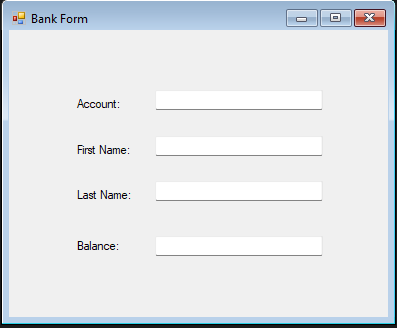 Bank Form
Account:
First Name:
Last Name:
Balance: